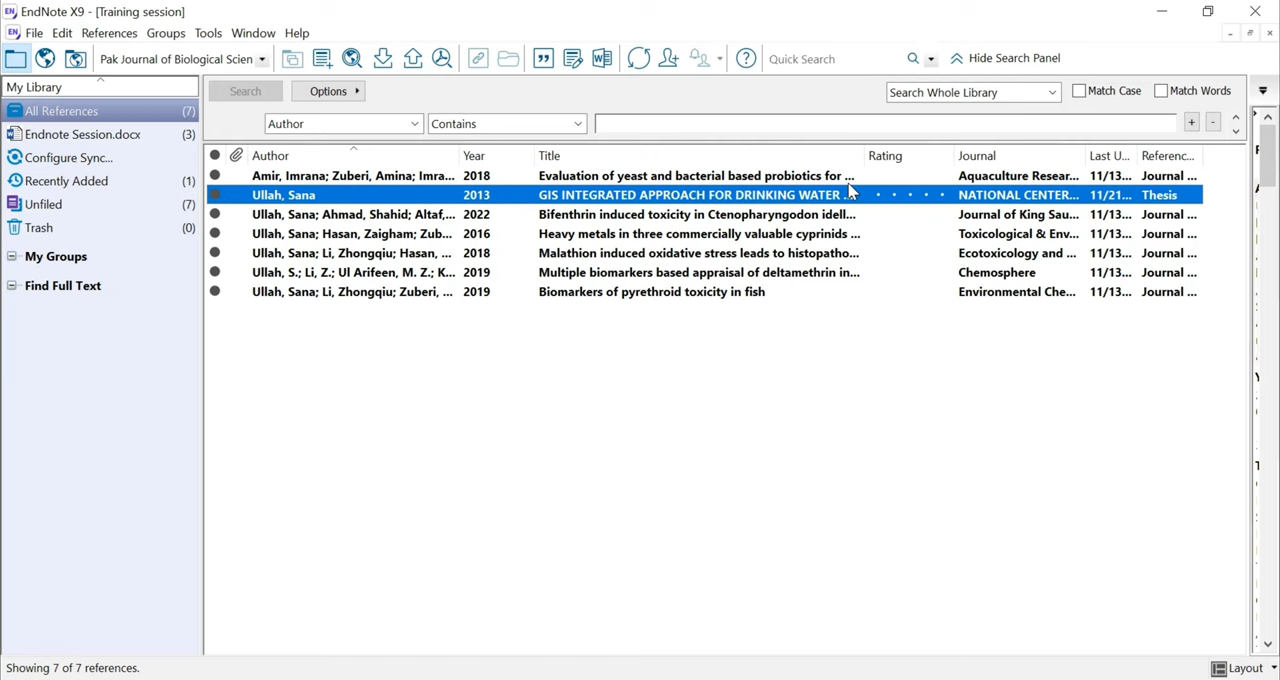 EN EndNote X9 - [Training session]
EN File Edit References Groups Tools Window Help
Pak Journal of Biological Scien Quick Search Hide Search Panel
My Library Search Options Search Whole Library Match Case Match Words
All References (7)
Endnote Session.docx (3) Author Contains + -
Configure Sync... Author Year Title Rating Journal Last U... Referenc...
Recently Added (1) Amir, Imrana; Zuberi, Amina; Imra... 2018 Evaluation of yeast and bacterial based probiotics for ... Aquaculture Resear... 11/13... Journal ...
Unfiled (7) Ullah, Sana 2013 GIS INTEGRATED APPROACH FOR DRINKING WATER ... NATIONAL CENTER... 11/21... Thesis
Trash (0) Ullah, Sana; Ahmad, Shahid; Altaf,... 2022 Bifenthrin induced toxicity in Ctenopharyngodon idell... Journal of King Sau... 11/13... Journal ...
Ullah, Sana; Hasan, Zaigham; Zub... 2016 Heavy metals in three commercially valuable cyprinids ... Toxicological & Env... 11/13... Journal ...
My Groups Ullah, Sana; Li, Zhongqiu; Hasan, ... 2018 Malathion induced oxidative stress leads to histopatho... Ecotoxicology and ... 11/13... Journal ...
Ullah, S.; Li, Z.; Ul Arifeen, M. Z.; K... 2019 Multiple biomarkers based appraisal of deltamethrin in... Chemosphere 11/13... Journal ...
Find Full Text Ullah, Sana; Li, Zhongqiu; Zuberi, ... 2019 Biomarkers of pyrethroid toxicity in fish Environmental Che... 11/13... Journal ...
Showing 7 of 7 references. Layout